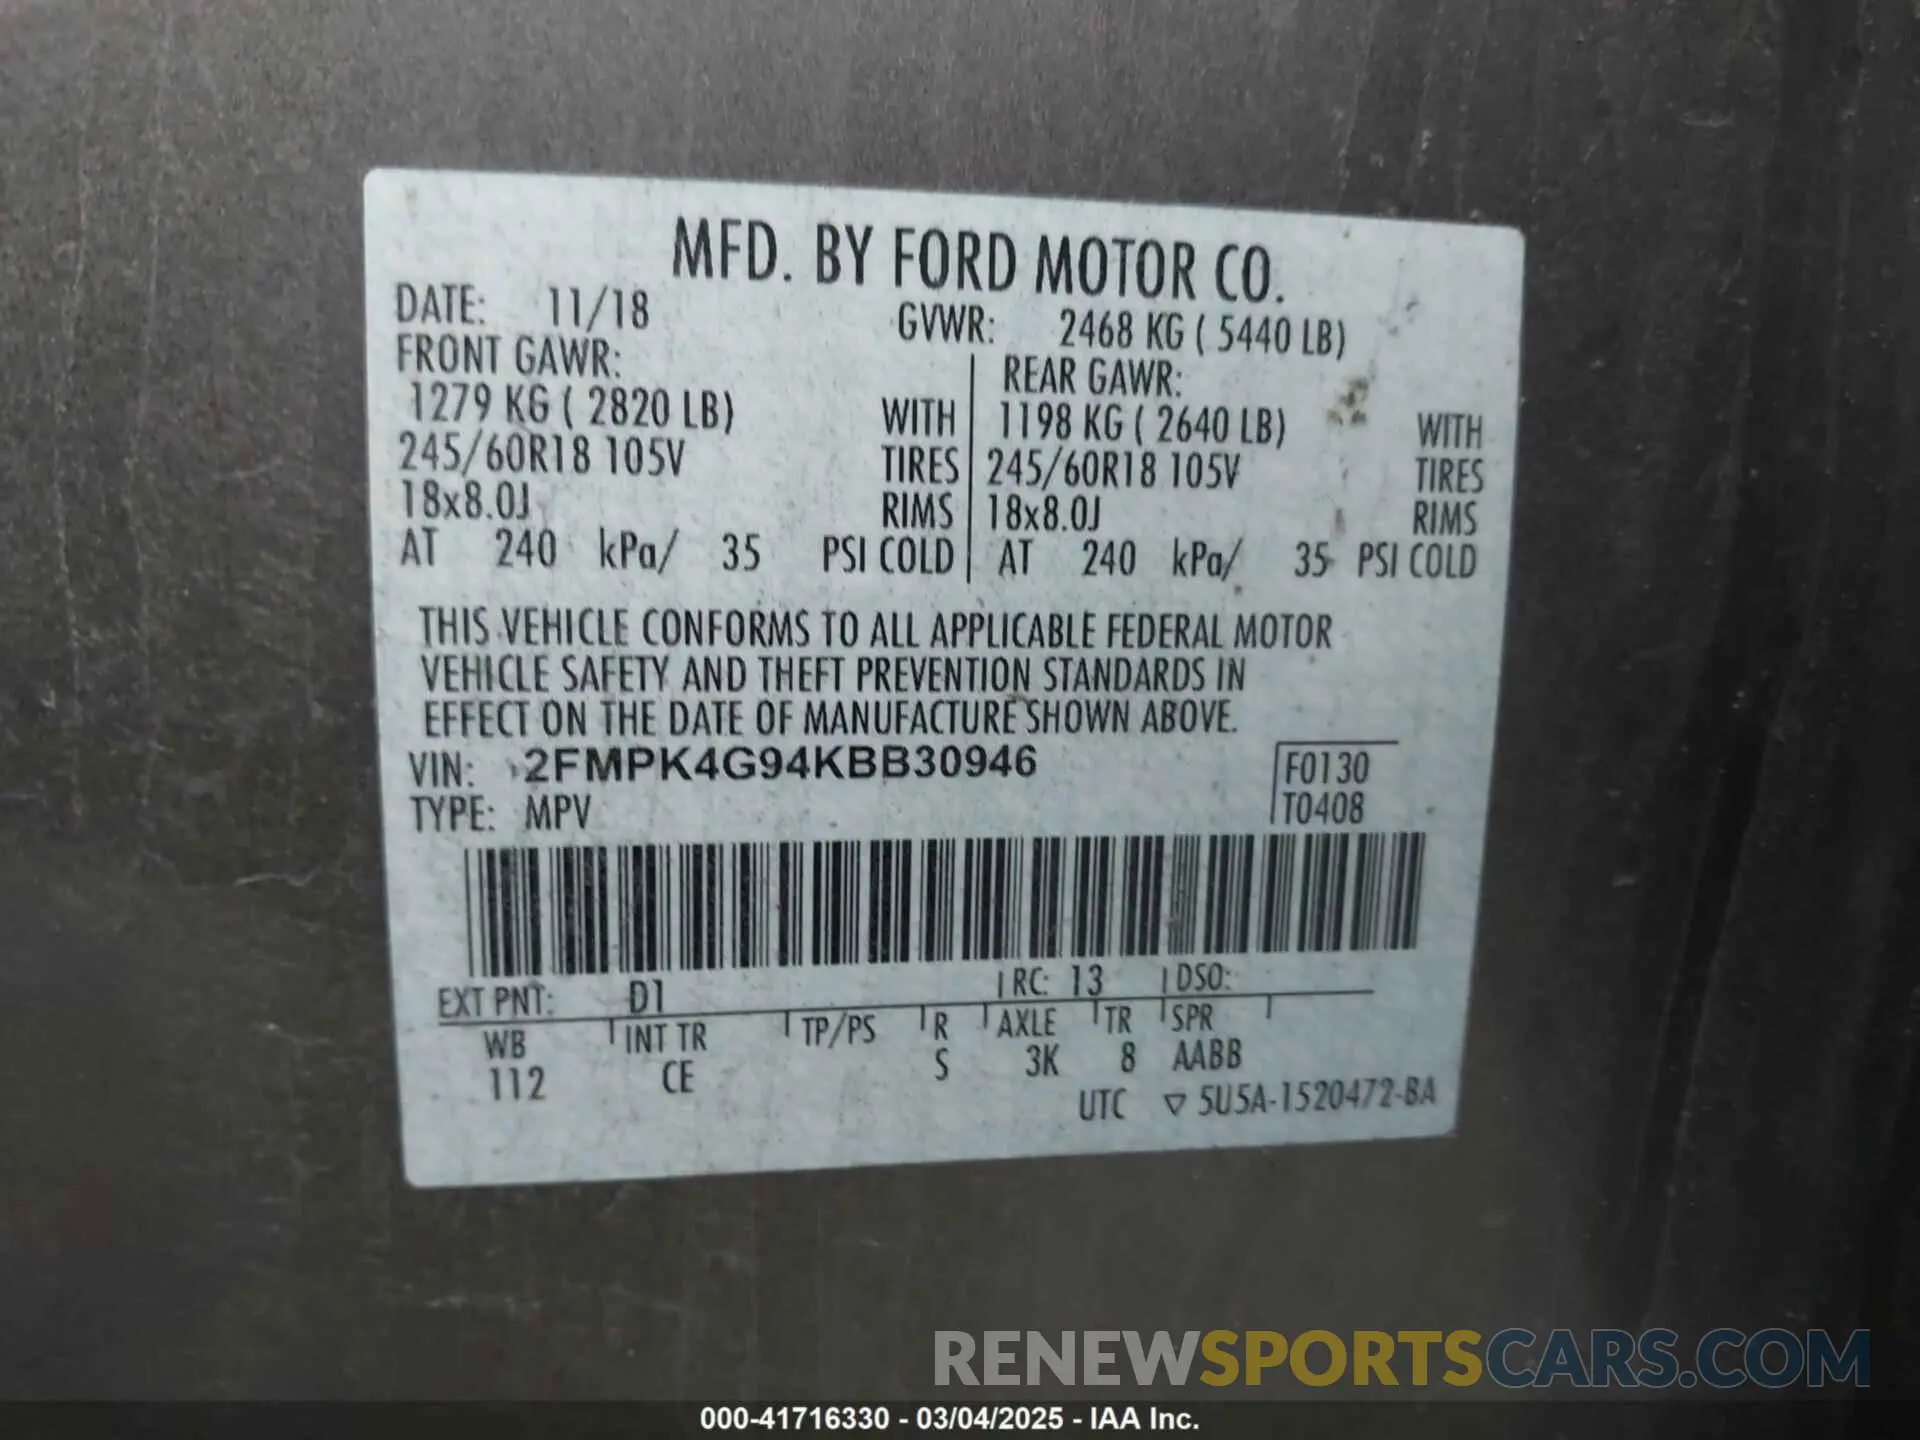 MFD. BY FORD MOTOR CO.
DATE: 11/18 GVWR: 2468 KG ( 5440 LB)
FRONT GAWR: REAR GAWR:
1279 KG ( 2820 LB) WITH 1198 KG ( 2640 LB) WITH
245/60R18 105V TIRES 245/60R18 105V TIRES
18x8.0J RIMS 18x8.0J RIMS
AT 240 kPa/ 35 PSI COLD AT 240 kPa/ 35 PSI COLD
THIS VEHICLE CONFORMS TO ALL APPLICABLE FEDERAL MOTOR
VEHICLE SAFETY AND THEFT PREVENTION STANDARDS IN
EFFECT ON THE DATE OF MANUFACTURE SHOWN ABOVE.
VIN: 2FMPK4G94KBB30946 F0130
TYPE: MPV T0408
EXT PNT: D1 RC: 13 DSO:
WB INT TR TP/PS R AXLE TR SPR
112 CE S 3K 8 AABB
UTC ▽ 5U5A-1520472-BA
RENEWSPORTSCARS.COM
000-41716330 - 03/04/2025 - IAA Inc.